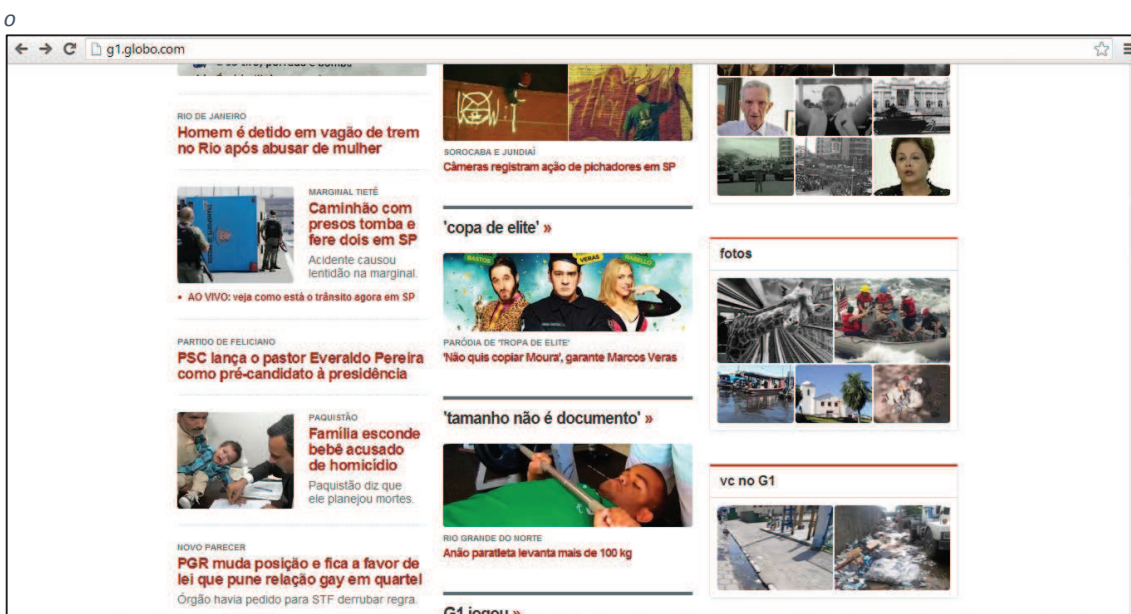 o
g1.globo.com
RIO DE JANEIRO
Homem é detido em vagão de trem
no Rio após abusar de mulher
MARGINAL TIETÊ
Caminhão com
presos tomba e
fere dois em SP
Acidente causou
lentidão na marginal.
• AO VIVO: veja como está o trânsito agora em SP
PARTIDO DE FELICIANO
PSC lança o pastor Everaldo Pereira
como pré-candidato à presidência
PAQUISTÃO
Família esconde
bebê acusado
de homicídio
Paquistão diz que
ele planejou mortes.
NOVO PARECER
PGR muda posição e fica a favor de
lei que pune relação gay em quartel
Órgão havia pedido para STF derrubar regra.
SOROCABA E JUNDIAÍ
Câmeras registram ação de pichadores em SP
'copa de elite' »
BASTOS
VERAS
RABELLO
PARÓDIA DE 'TROPA DE ELITE'
'Não quis copiar Moura', garante Marcos Veras
'tamanho não é documento' »
RIO GRANDE DO NORTE
Anão paratleta levanta mais de 100 kg
G1 jogou »
fotos
vc no G1